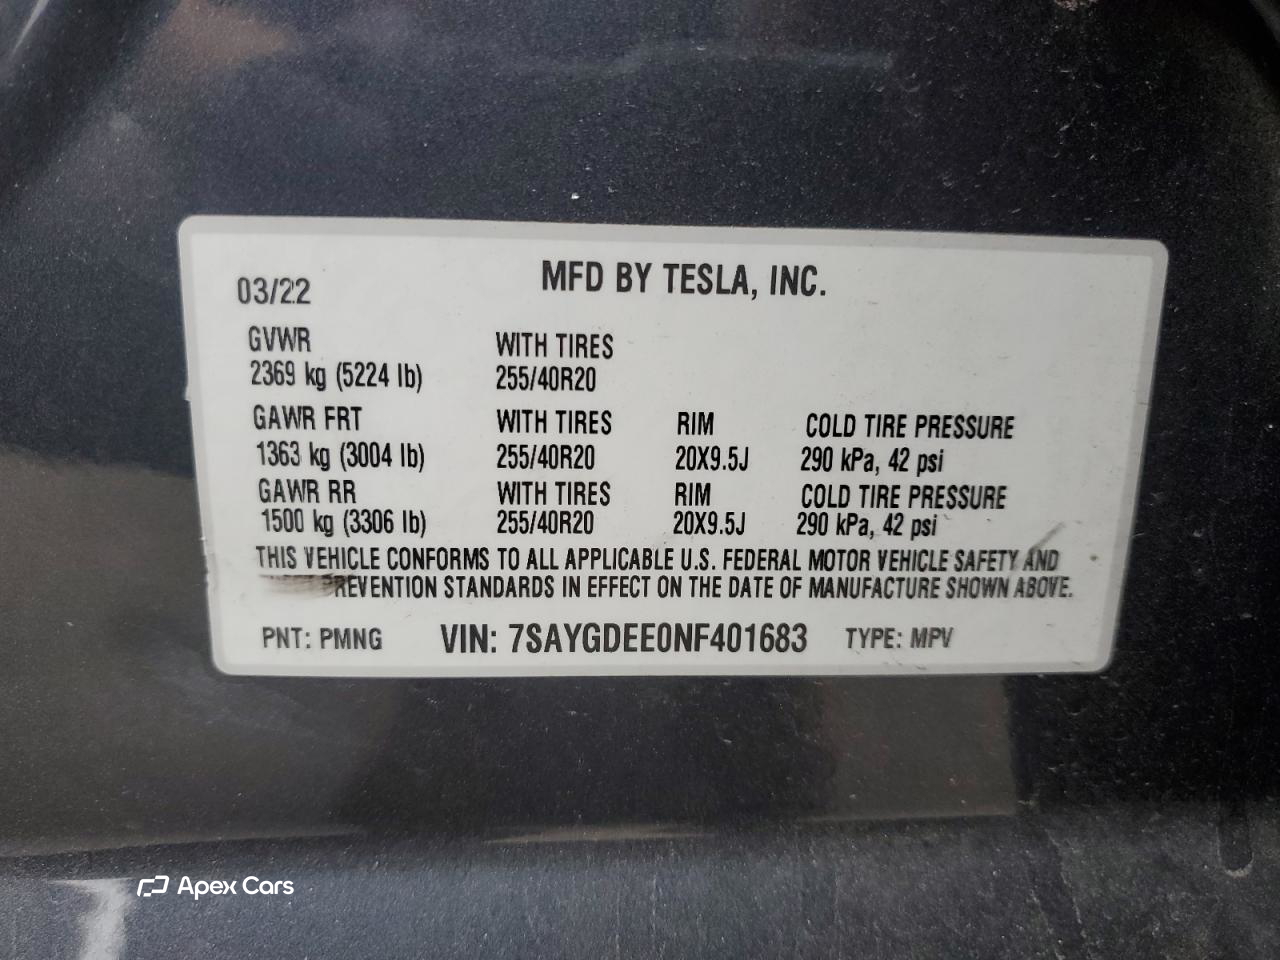 03/22
MFD BY TESLA, INC.
GVWR WITH TIRES
2369 kg (5224 lb) 255/40R20
GAWR FRT WITH TIRES RIM COLD TIRE PRESSURE
1363 kg (3004 lb) 255/40R20 20X9.5J 290 kPa, 42 psi
GAWR RR WITH TIRES RIM COLD TIRE PRESSURE
1500 kg (3306 lb) 255/40R20 20X9.5J 290 kPa, 42 psi
THIS VEHICLE CONFORMS TO ALL APPLICABLE U.S. FEDERAL MOTOR VEHICLE SAFETY AND
PREVENTION STANDARDS IN EFFECT ON THE DATE OF MANUFACTURE SHOWN ABOVE.
PNT: PMNG VIN: 7SAYGDEE0NF401683 TYPE: MPV
Apex Cars